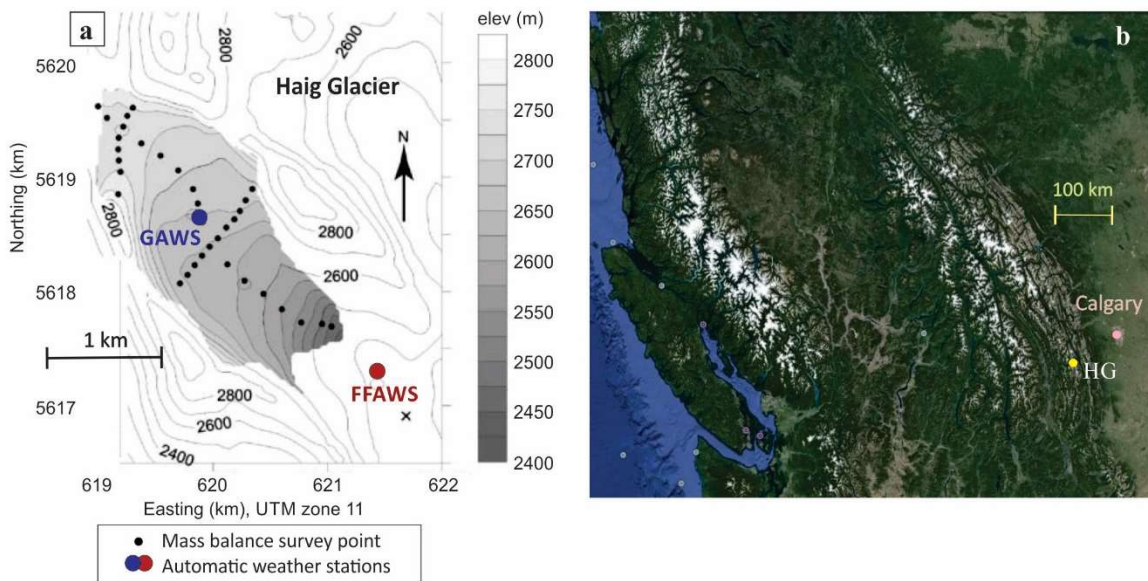 a
elev (m)
Haig Glacier
N
5620
5619
5618
5617
Northing (km)
2800
2600
2800
2800
2600
2800
2600
2400
GAWS
FFAWS
1 km
2800
2750
2700
2650
2600
2550
2500
2450
2400
619
620
621
622
Easting (km), UTM zone 11
Mass balance survey point
Automatic weather stations
b
100 km
Calgary
HG